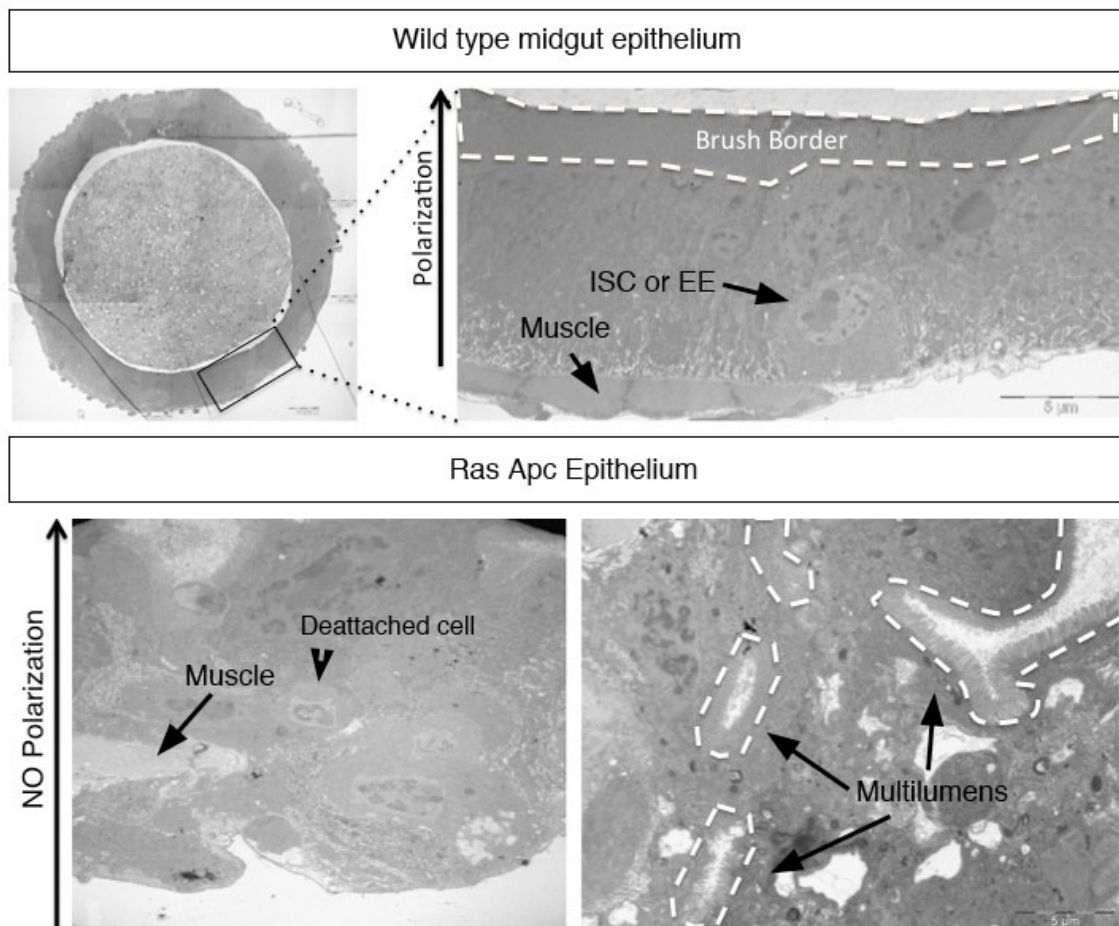 Wild type midgut epithelium
Polarization
Brush Border
ISC or EE
Muscle
5 µm
Ras Apc Epithelium
NO Polarization
Deattached cell
Muscle
Multilumens
5 µm